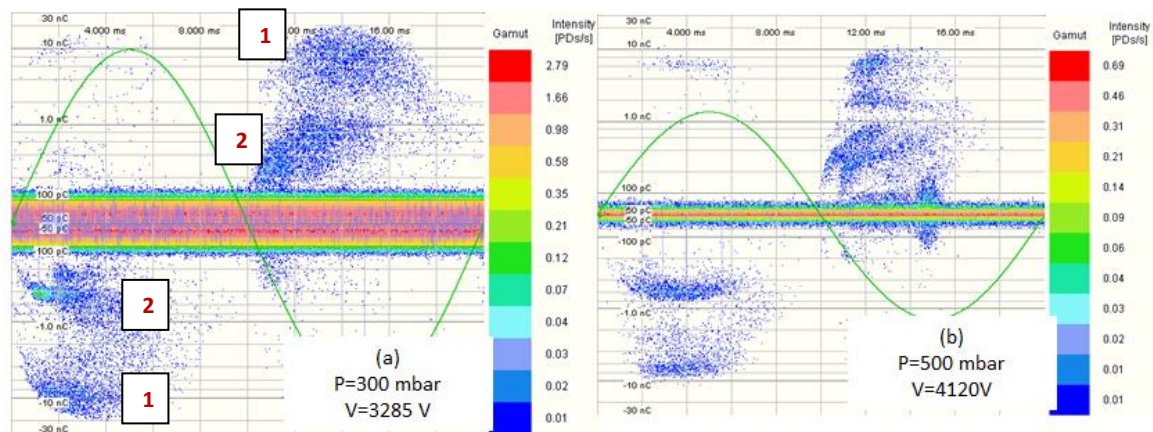 30 nC
4.000 ms 8.000 ms 16.00 ms
10 nC
1.0 nC
100 pC
50 pC
-50 pC
-100 pC
-1.0 nC
-10 nC
-30 nC
1
2
2
1
(a)
P=300 mbar
V=3285 V
Gamut
Intensity
[PDs/s]
2.79
1.66
0.98
0.58
0.35
0.21
0.12
0.07
0.04
0.03
0.02
0.01
30 nC
4.000 ms 8.000 ms 12.00 ms 16.00 ms
10 nC
1.0 nC
100 pC
50 pC
50 pC
-100 pC
-1.0 nC
-10 nC
-30 nC
(b)
P=500 mbar
V=4120V
Gamut
Intensity
[PDs/s]
0.69
0.46
0.31
0.21
0.14
0.09
0.06
0.04
0.03
0.02
0.01
0.01